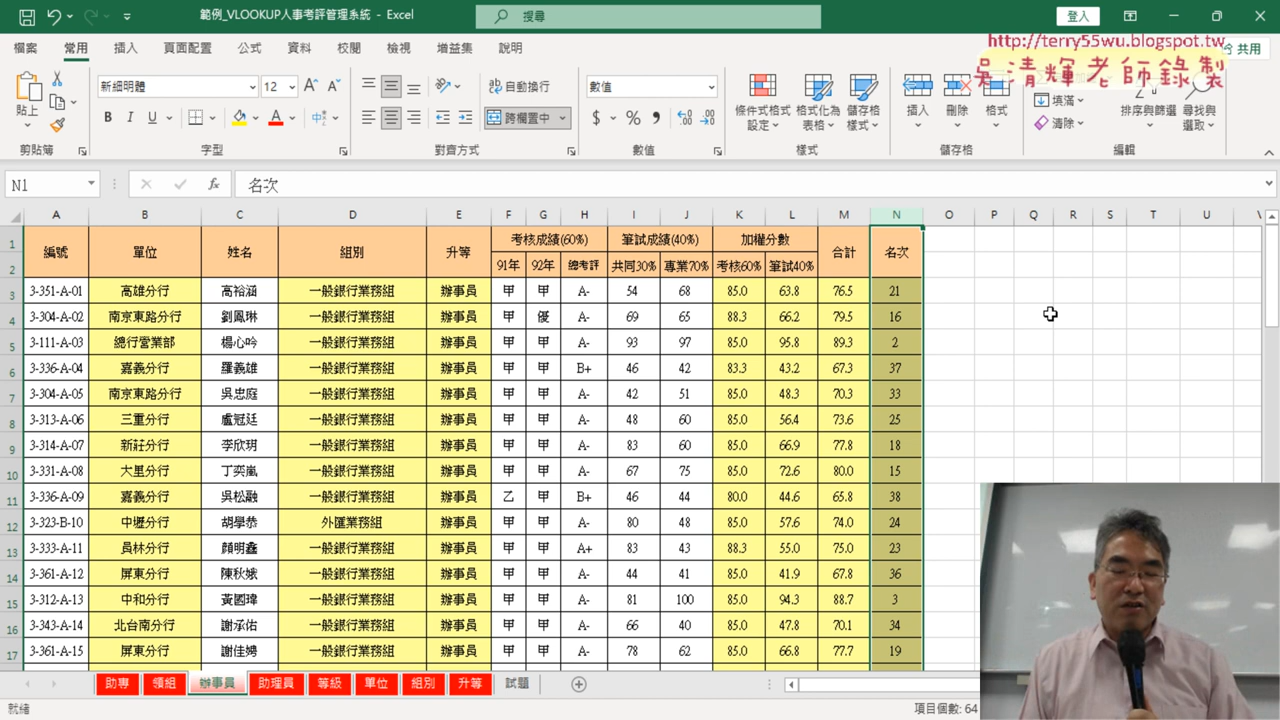 範例_VLOOKUP人事考評管理系統 - Excel
搜尋
登入
檔案 常用 插入 頁面配置 公式 資料 校閱 檢視 增益集 說明 共用
http://terry55wu.blogspot.tw
吳清輝老師錄製
貼上 新細明體 12 自動換行 數值 條件式格式設定 格式化為表格 儲存格樣式 插入 刪除 格式 填滿 排序與篩選 尋找與選取
B I U 跨欄置中 $ % 清除
剪貼簿 字型 對齊方式 數值 樣式 儲存格 編輯
N1 fx 名次
A B C D E F G H I J K L M N O P Q R S T U
1 編號 單位 姓名 組別 升等 考核成績(60%) 筆試成績(40%) 加權分數 合計 名次
2 91年 92年 總考評 共同30% 專業70% 考核60% 筆試40%
3 3-351-A-01 高雄分行 高裕涵 一般銀行業務組 辦事員 甲 甲 A- 54 68 85.0 63.8 76.5 21
4 3-304-A-02 南京東路分行 劉鳳琳 一般銀行業務組 辦事員 甲 優 A- 69 65 88.3 66.2 79.5 16
5 3-111-A-03 總行營業部 楊心吟 一般銀行業務組 辦事員 甲 甲 A- 93 97 85.0 95.8 89.3 2
6 3-336-A-04 嘉義分行 羅義雄 一般銀行業務組 辦事員 甲 甲 B+ 46 42 83.3 43.2 67.3 37
7 3-304-A-05 南京東路分行 吳忠庭 一般銀行業務組 辦事員 甲 甲 A- 42 51 85.0 48.3 70.3 33
8 3-313-A-06 三重分行 盧冠廷 一般銀行業務組 辦事員 甲 甲 A- 48 60 85.0 56.4 73.6 25
9 3-314-A-07 新莊分行 李欣玥 一般銀行業務組 辦事員 甲 甲 A- 83 60 85.0 66.9 77.8 18
10 3-331-A-08 大里分行 丁奕嵐 一般銀行業務組 辦事員 甲 甲 A- 67 75 85.0 72.6 80.0 15
11 3-336-A-09 嘉義分行 吳松融 一般銀行業務組 辦事員 乙 甲 B+ 46 44 80.0 44.6 65.8 38
12 3-323-B-10 中壢分行 胡學恭 外匯業務組 辦事員 甲 甲 A- 80 48 85.0 57.6 74.0 24
13 3-333-A-11 員林分行 顏明鑫 一般銀行業務組 辦事員 甲 甲 A+ 83 43 88.3 55.0 75.0 23
14 3-361-A-12 屏東分行 陳秋娥 一般銀行業務組 辦事員 甲 甲 A- 44 41 85.0 41.9 67.8 36
15 3-312-A-13 中和分行 黃國瑋 一般銀行業務組 辦事員 甲 甲 A- 81 100 85.0 94.3 88.7 3
16 3-343-A-14 北台南分行 謝承佑 一般銀行業務組 辦事員 甲 甲 A- 66 40 85.0 47.8 70.1 34
17 3-361-A-15 屏東分行 謝佳娉 一般銀行業務組 辦事員 甲 甲 A- 78 62 85.0 66.8 77.7 19
助專 領組 辦事員 助理員 等級 單位 組別 升等 試題
就緒 項目個數: 64